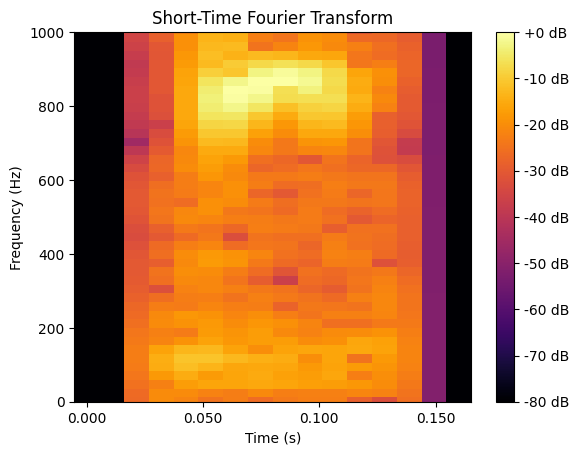 Short-Time Fourier Transform
1000
800
600
400
200
0
Frequency (Hz)
0.000
0.050
0.100
0.150
Time (s)
+0 dB
-10 dB
-20 dB
-30 dB
-40 dB
-50 dB
-60 dB
-70 dB
-80 dB